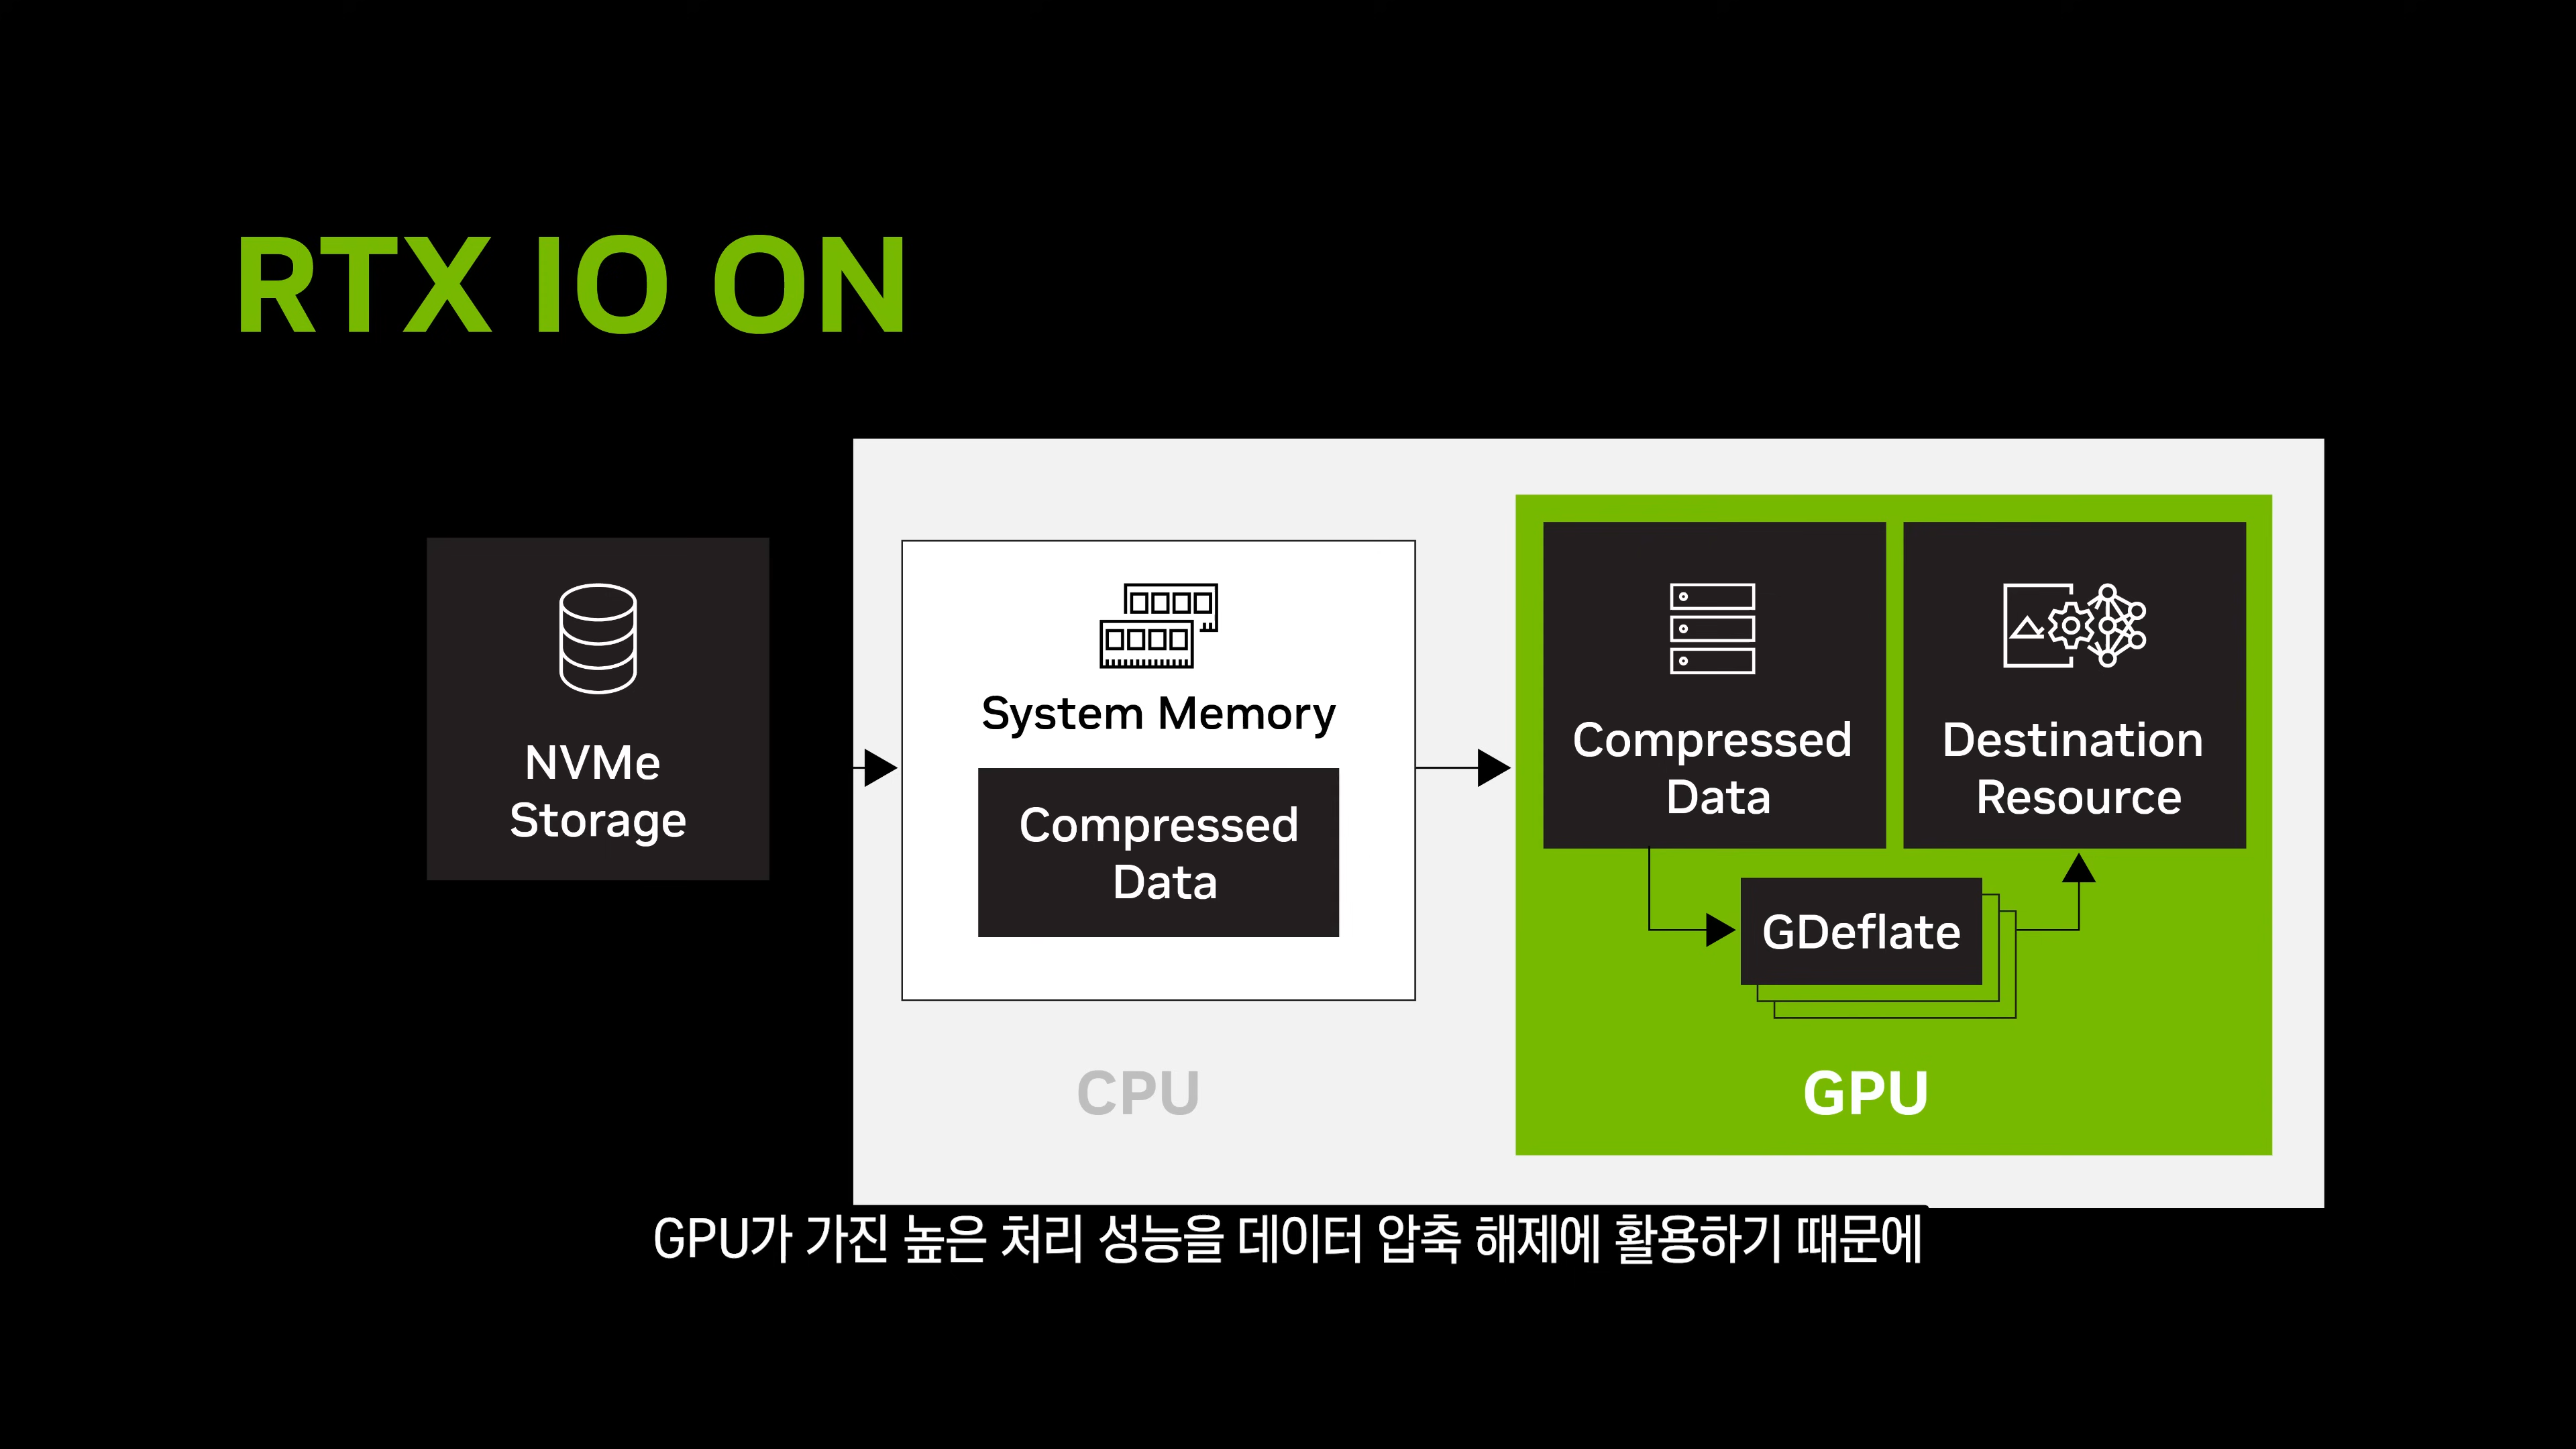 RTX IO ON
NVMe
Storage
System Memory
Compressed
Data
CPU
Compressed
Data
Destination
Resource
GDeflate
GPU
GPU가 가진 높은 처리 성능을 데이터 압축 해제에 활용하기 때문에